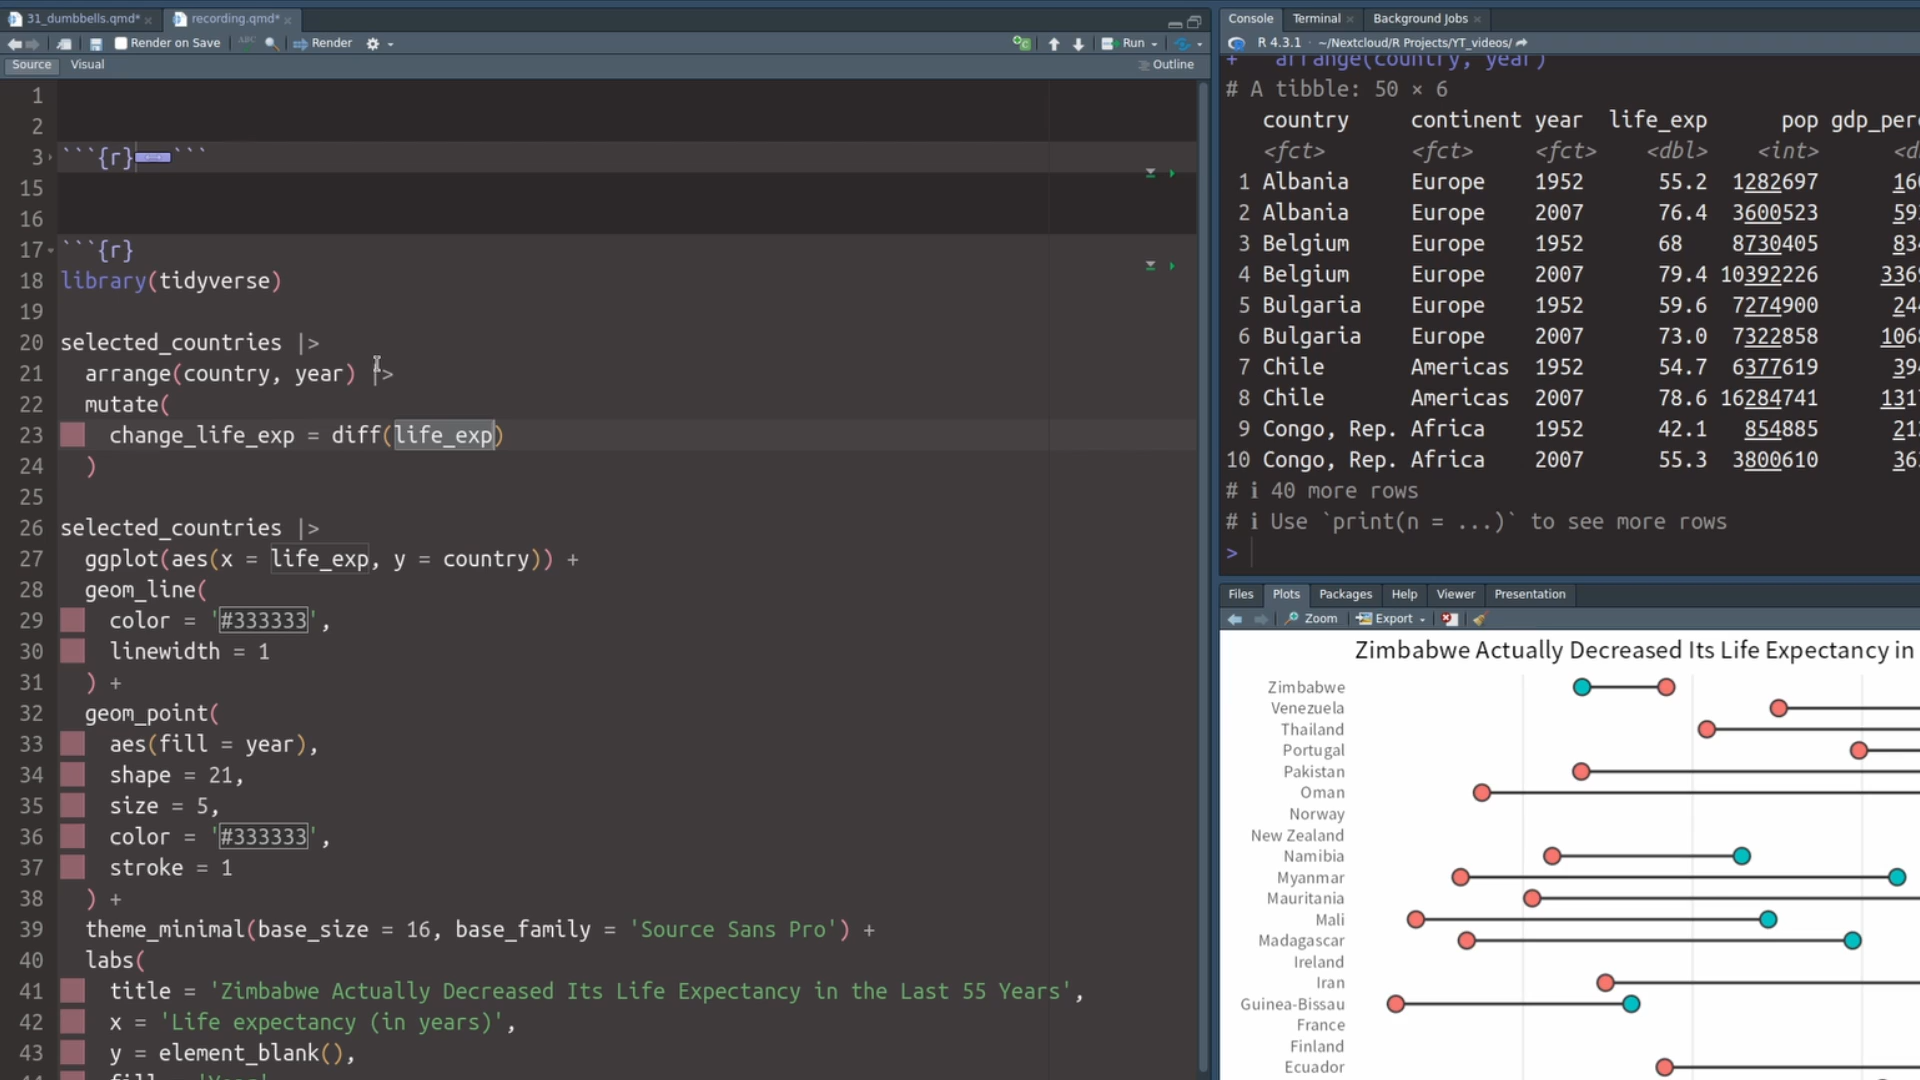 31_dumbbells.qmd* × recording.qmd* ×
Render on Save ABC Render Run
Source Visual Outline
1
2
3 ```{r} ```
15
16
17 ```{r}
18 library(tidyverse)
19
20 selected_countries |>
21   arrange(country, year) |>
22   mutate(
23     change_life_exp = diff(life_exp)
24   )
25
26 selected_countries |>
27   ggplot(aes(x = life_exp, y = country)) +
28   geom_line(
29     color = '#333333',
30     linewidth = 1
31   ) +
32   geom_point(
33     aes(fill = year),
34     shape = 21,
35     size = 5,
36     color = '#333333',
37     stroke = 1
38   ) +
39   theme_minimal(base_size = 16, base_family = 'Source Sans Pro') +
40   labs(
41     title = 'Zimbabwe Actually Decreased Its Life Expectancy in the Last 55 Years',
42     x = 'Life expectancy (in years)',
43     y = element_blank(),
Console Terminal × Background Jobs ×
R 4.3.1 · ~/Nextcloud/R Projects/YT_videos/
+   arrange(country, year)
# A tibble: 50 × 6
country continent year life_exp pop
<fct> <fct> <fct> <dbl> <int>
1 Albania Europe 1952 55.2 1282697
2 Albania Europe 2007 76.4 3600523
3 Belgium Europe 1952 68 8730405
4 Belgium Europe 2007 79.4 10392226
5 Bulgaria Europe 1952 59.6 7274900
6 Bulgaria Europe 2007 73.0 7322858
7 Chile Americas 1952 54.7 6377619
8 Chile Americas 2007 78.6 16284741
9 Congo, Rep. Africa 1952 42.1 854885
10 Congo, Rep. Africa 2007 55.3 3800610
# ℹ 40 more rows
# ℹ Use `print(n = ...)` to see more rows
>
Files Plots Packages Help Viewer Presentation
Zoom Export
Zimbabwe Actually Decreased Its Life Expectancy in
Zimbabwe
Venezuela
Thailand
Portugal
Pakistan
Oman
Norway
New Zealand
Namibia
Myanmar
Mauritania
Mali
Madagascar
Ireland
Iran
Guinea-Bissau
France
Finland
Ecuador